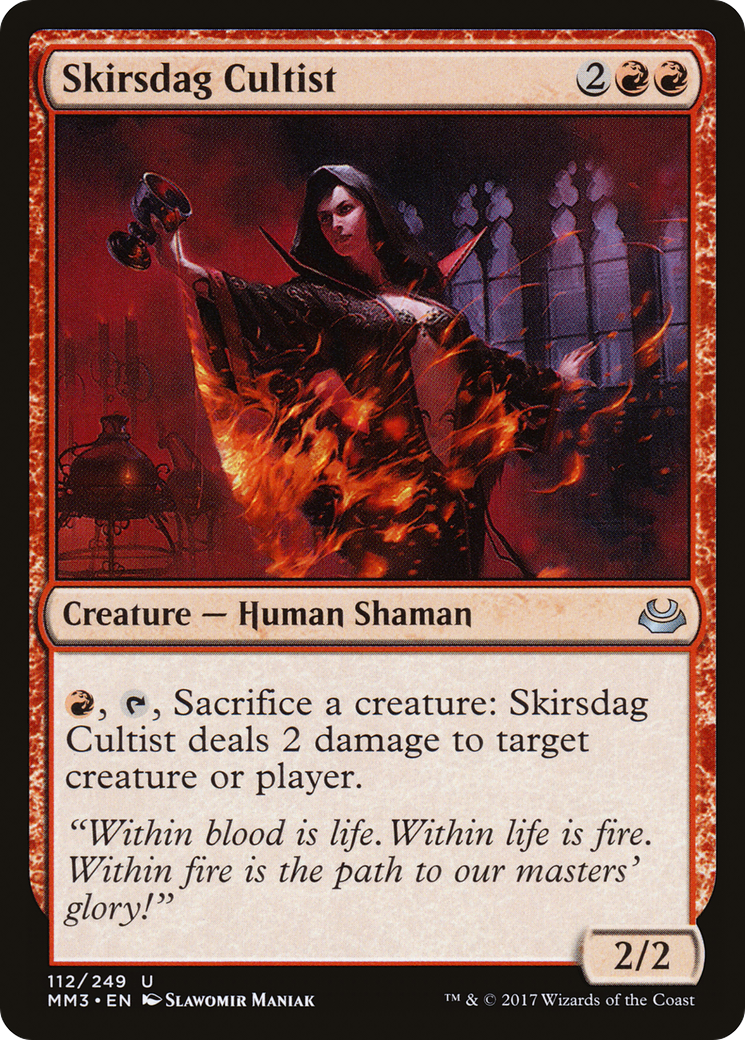 Skirsdag Cultist 2
Creature — Human Shaman
, , Sacrifice a creature: Skirsdag
Cultist deals 2 damage to target
creature or player.
“Within blood is life. Within life is fire.
Within fire is the path to our masters’
glory!”
2/2
112/249 U
MM3 • EN Slawomir Maniak
™ & © 2017 Wizards of the Coast